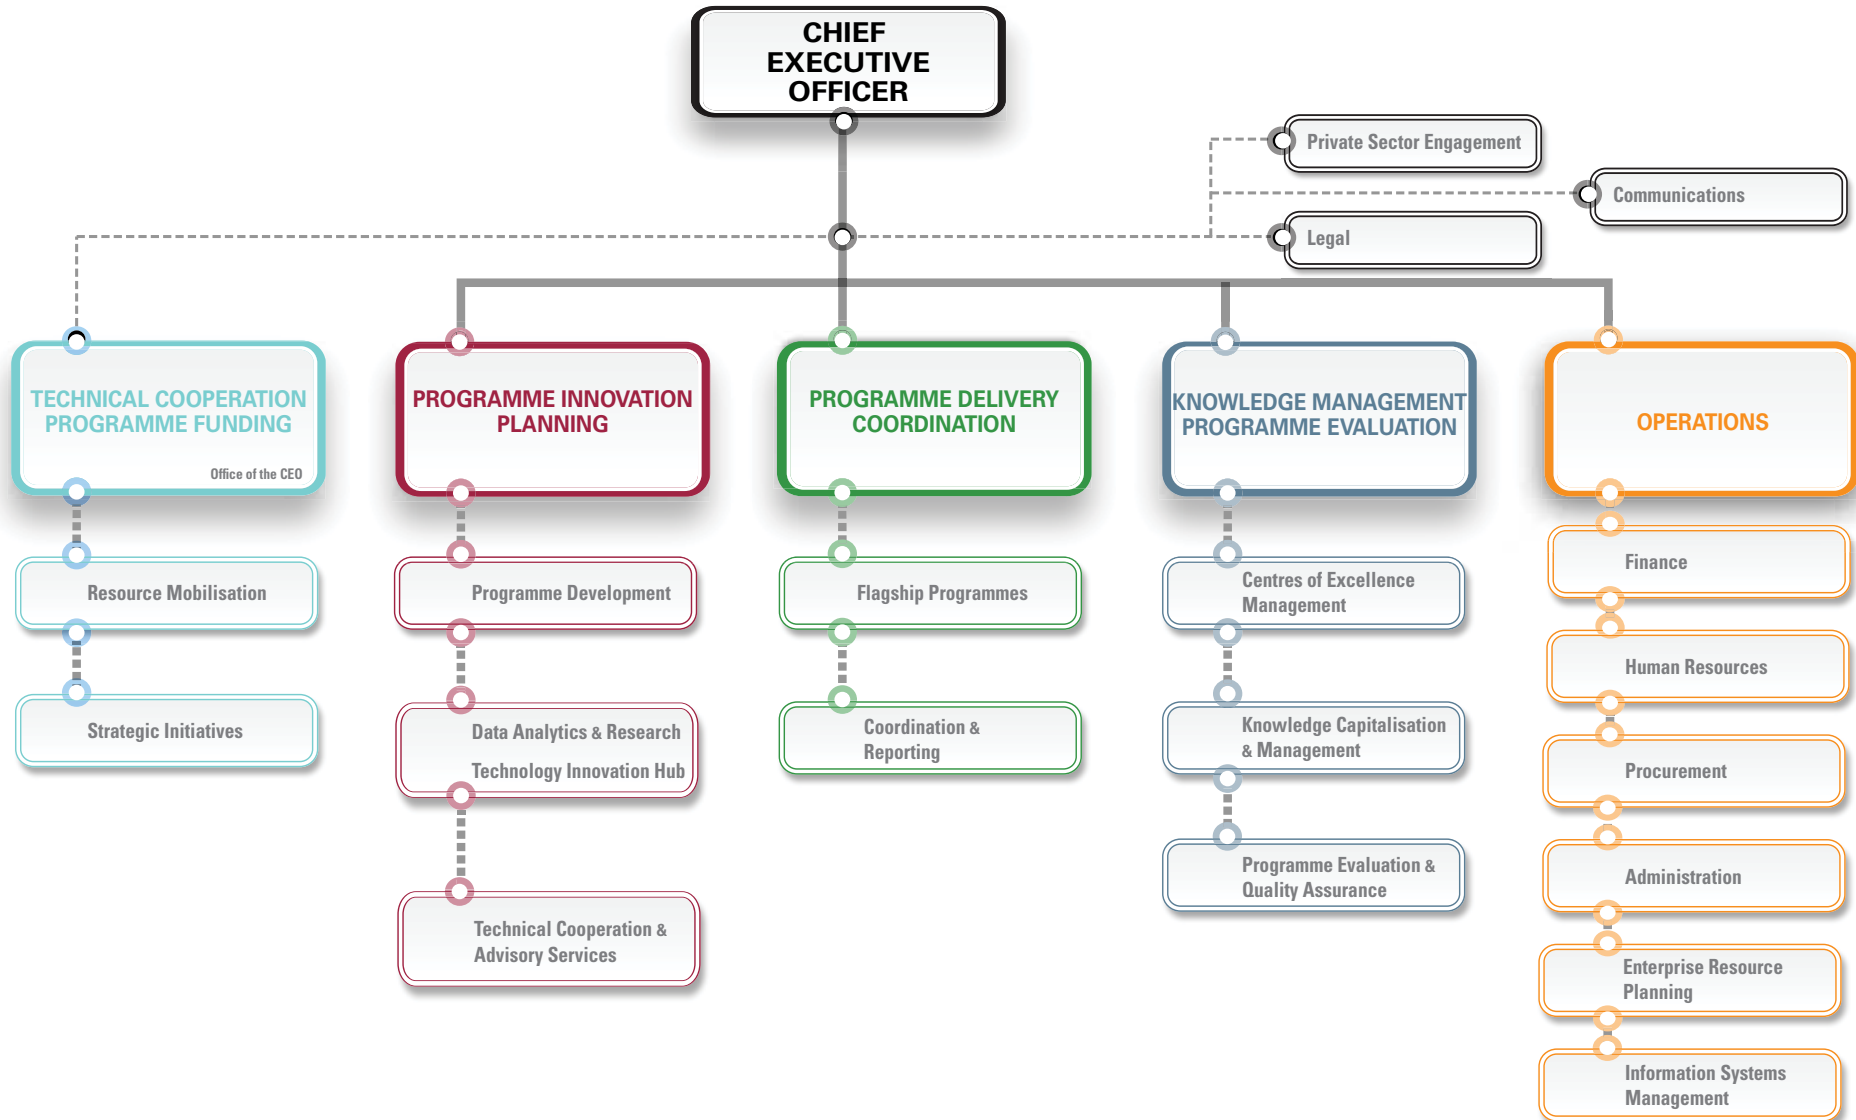 CHIEF
EXECUTIVE
OFFICER
Private Sector Engagement
Communications
Legal
TECHNICAL COOPERATION
PROGRAMME FUNDING
Office of the CEO
Resource Mobilisation
Strategic Initiatives
PROGRAMME INNOVATION
PLANNING
Programme Development
Data Analytics & Research
Technology Innovation Hub
Technical Cooperation &
Advisory Services
PROGRAMME DELIVERY
COORDINATION
Flagship Programmes
Coordination &
Reporting
KNOWLEDGE MANAGEMENT
PROGRAMME EVALUATION
Centres of Excellence
Management
Knowledge Capitalisation
& Management
Programme Evaluation &
Quality Assurance
OPERATIONS
Finance
Human Resources
Procurement
Administration
Enterprise Resource
Planning
Information Systems
Management